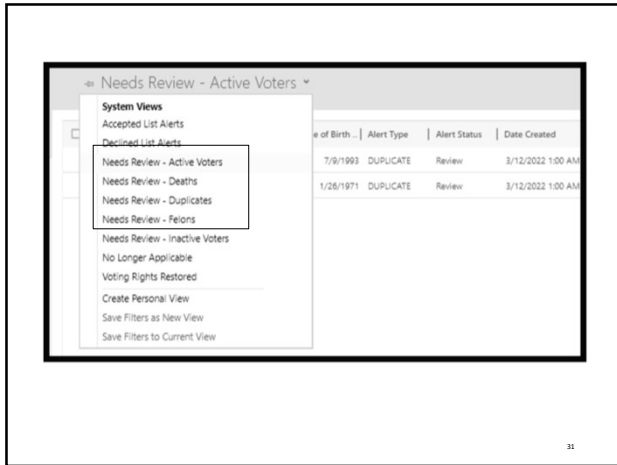 Needs Review - Active Voters
System Views
Accepted List Alerts
Declined List Alerts
Needs Review - Active Voters
Needs Review - Deaths
Needs Review - Duplicates
Needs Review - Felons
Needs Review - Inactive Voters
No Longer Applicable
Voting Rights Restored
Create Personal View
Save Filters as New View
Save Filters to Current View
e of Birth .. Alert Type Alert Status Date Created
7/9/1993 DUPLICATE Review 3/12/2022 1:00 AM
1/26/1971 DUPLICATE Review 3/12/2022 1:00 AM
31